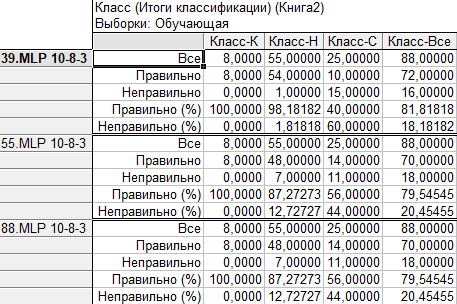 Класс (Итоги классификации) (Книга2)
Выборки: Обучающая
Класс-К Класс-Н Класс-С Класс-Все
39.MLP 10-8-3 Все 8,0000 55,00000 25,00000 88,00000
Правильно 8,0000 54,00000 10,00000 72,00000
Неправильно 0,0000 1,00000 15,00000 16,00000
Правильно (%) 100,0000 98,18182 40,00000 81,81818
Неправильно (%) 0,0000 1,81818 60,00000 18,18182
55.MLP 10-8-3 Все 8,0000 55,00000 25,00000 88,00000
Правильно 8,0000 48,00000 14,00000 70,00000
Неправильно 0,0000 7,00000 11,00000 18,00000
Правильно (%) 100,0000 87,27273 56,00000 79,54545
Неправильно (%) 0,0000 12,72727 44,00000 20,45455
88.MLP 10-8-3 Все 8,0000 55,00000 25,00000 88,00000
Правильно 8,0000 48,00000 14,00000 70,00000
Неправильно 0,0000 7,00000 11,00000 18,00000
Правильно (%) 100,0000 87,27273 56,00000 79,54545
Неправильно (%) 0,0000 12,72727 44,00000 20,45455